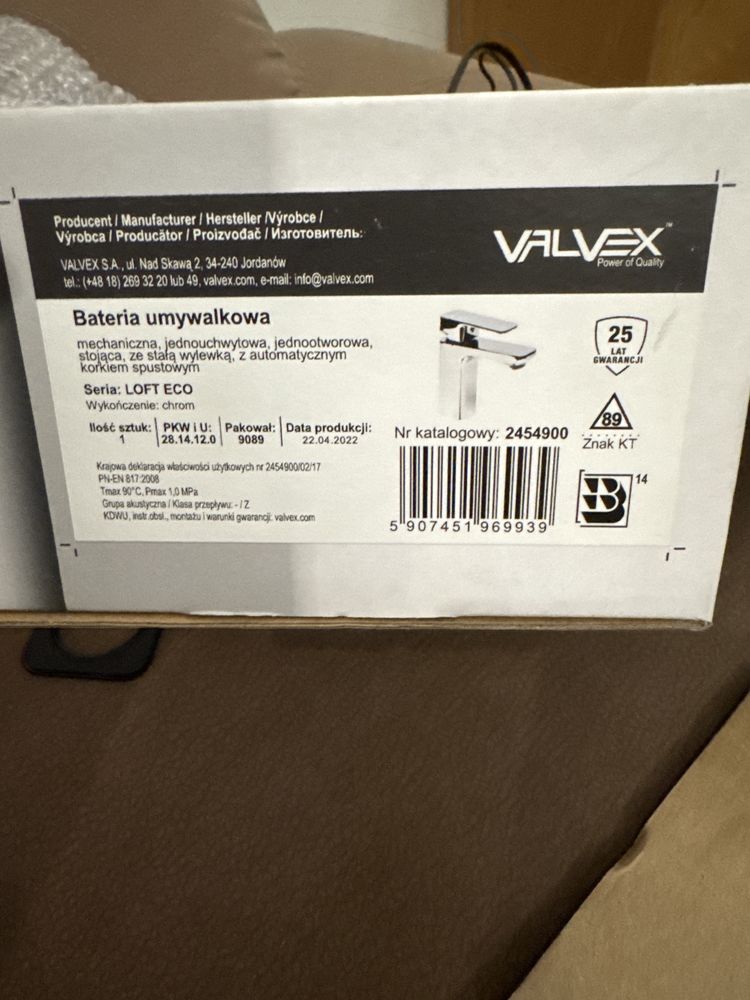 Producent / Manufacturer / Hersteller /Výrobce /
Výrobca / Producător / Proizvođač / Изготовитель:
VALVEX S.A., ul. Nad Skawą 2, 34-240 Jordanów
tel.: (+48 18) 269 32 20 lub 49, valvex.com, e-mail: info@valvex.com
VALVEX™
Power of Quality
Bateria umywalkowa
mechaniczna, jednouchwytowa, jednootworowa,
stojąca, ze stałą wylewką, z automatycznym
korkiem spustowym
Seria: LOFT ECO
Wykończenie: chrom
Ilość sztuk: PKW i U: Pakował: Data produkcji:
1 28.14.12.0 9089 22.04.2022
Krajowa deklaracja właściwości użytkowych nr 2454900/02/17
PN-EN 817:2008
Tmax 90°C, Pmax 1,0 MPa
Grupa akustyczna / Klasa przepływu: - / Z
KDWU, instr.obsł., montażu i warunki gwarancji: valvex.com
25
LAT
GWARANCJI
89
Znak KT
Nr katalogowy: 2454900
5 907451 969939
B 14